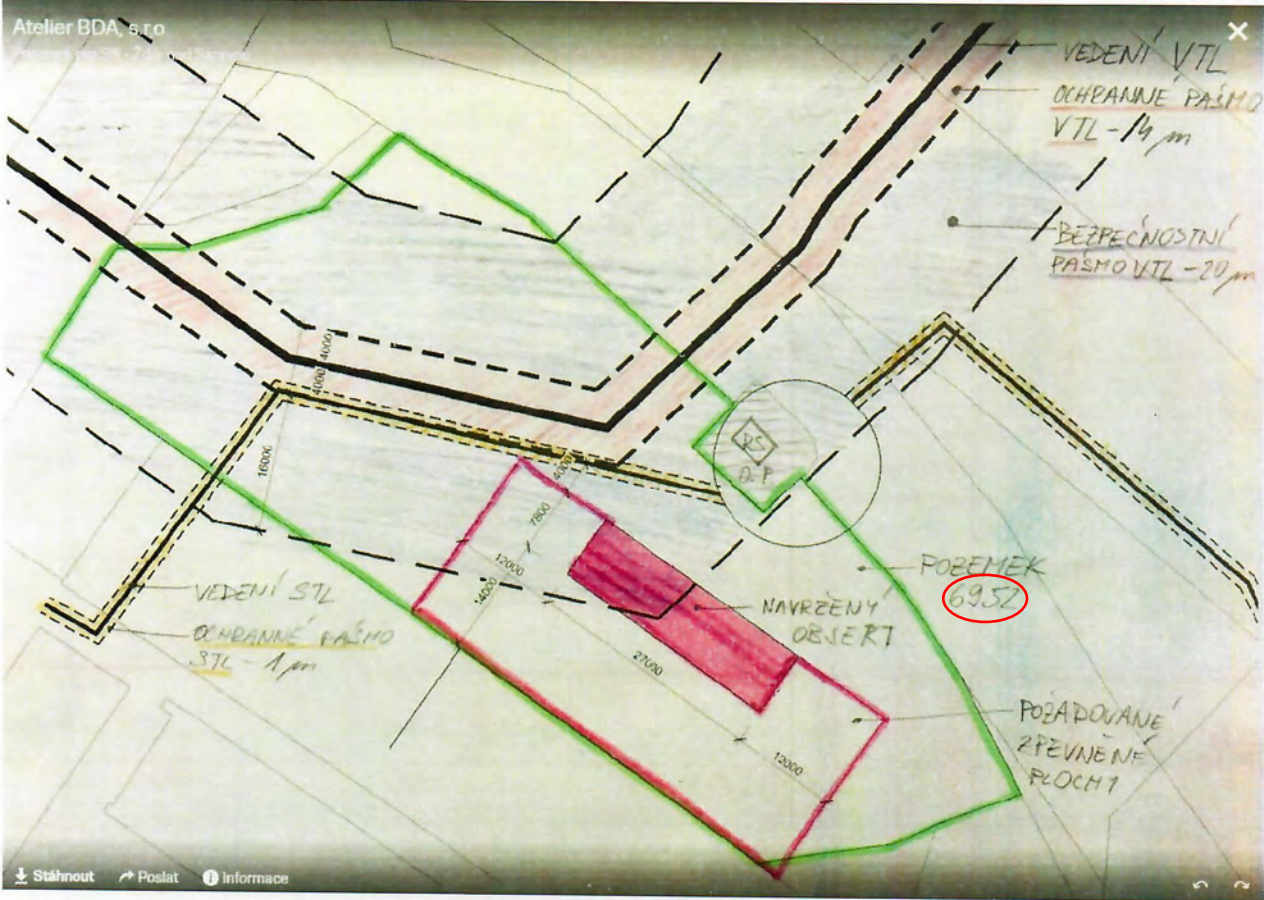 Atelier BDA, s.r.o
VEDENÍ VTL
OCHRANNÉ PÁSMO
VTL - 14 m
BEZPEČNOSTNÍ
PÁSMO VTL - 20 m
4000
4000
16000
RS
O.P.
4000
7800
12000
14000
POZEMEK
6952
VEDENÍ STL
NAVRŽENÝ
OBJEKT
OCHRANNÉ PÁSMO
STL - 1 m
27000
POŽADOVANÉ
ZPEVNĚNÉ
PLOCHY
12000
Stáhnout
Poslat
Informace